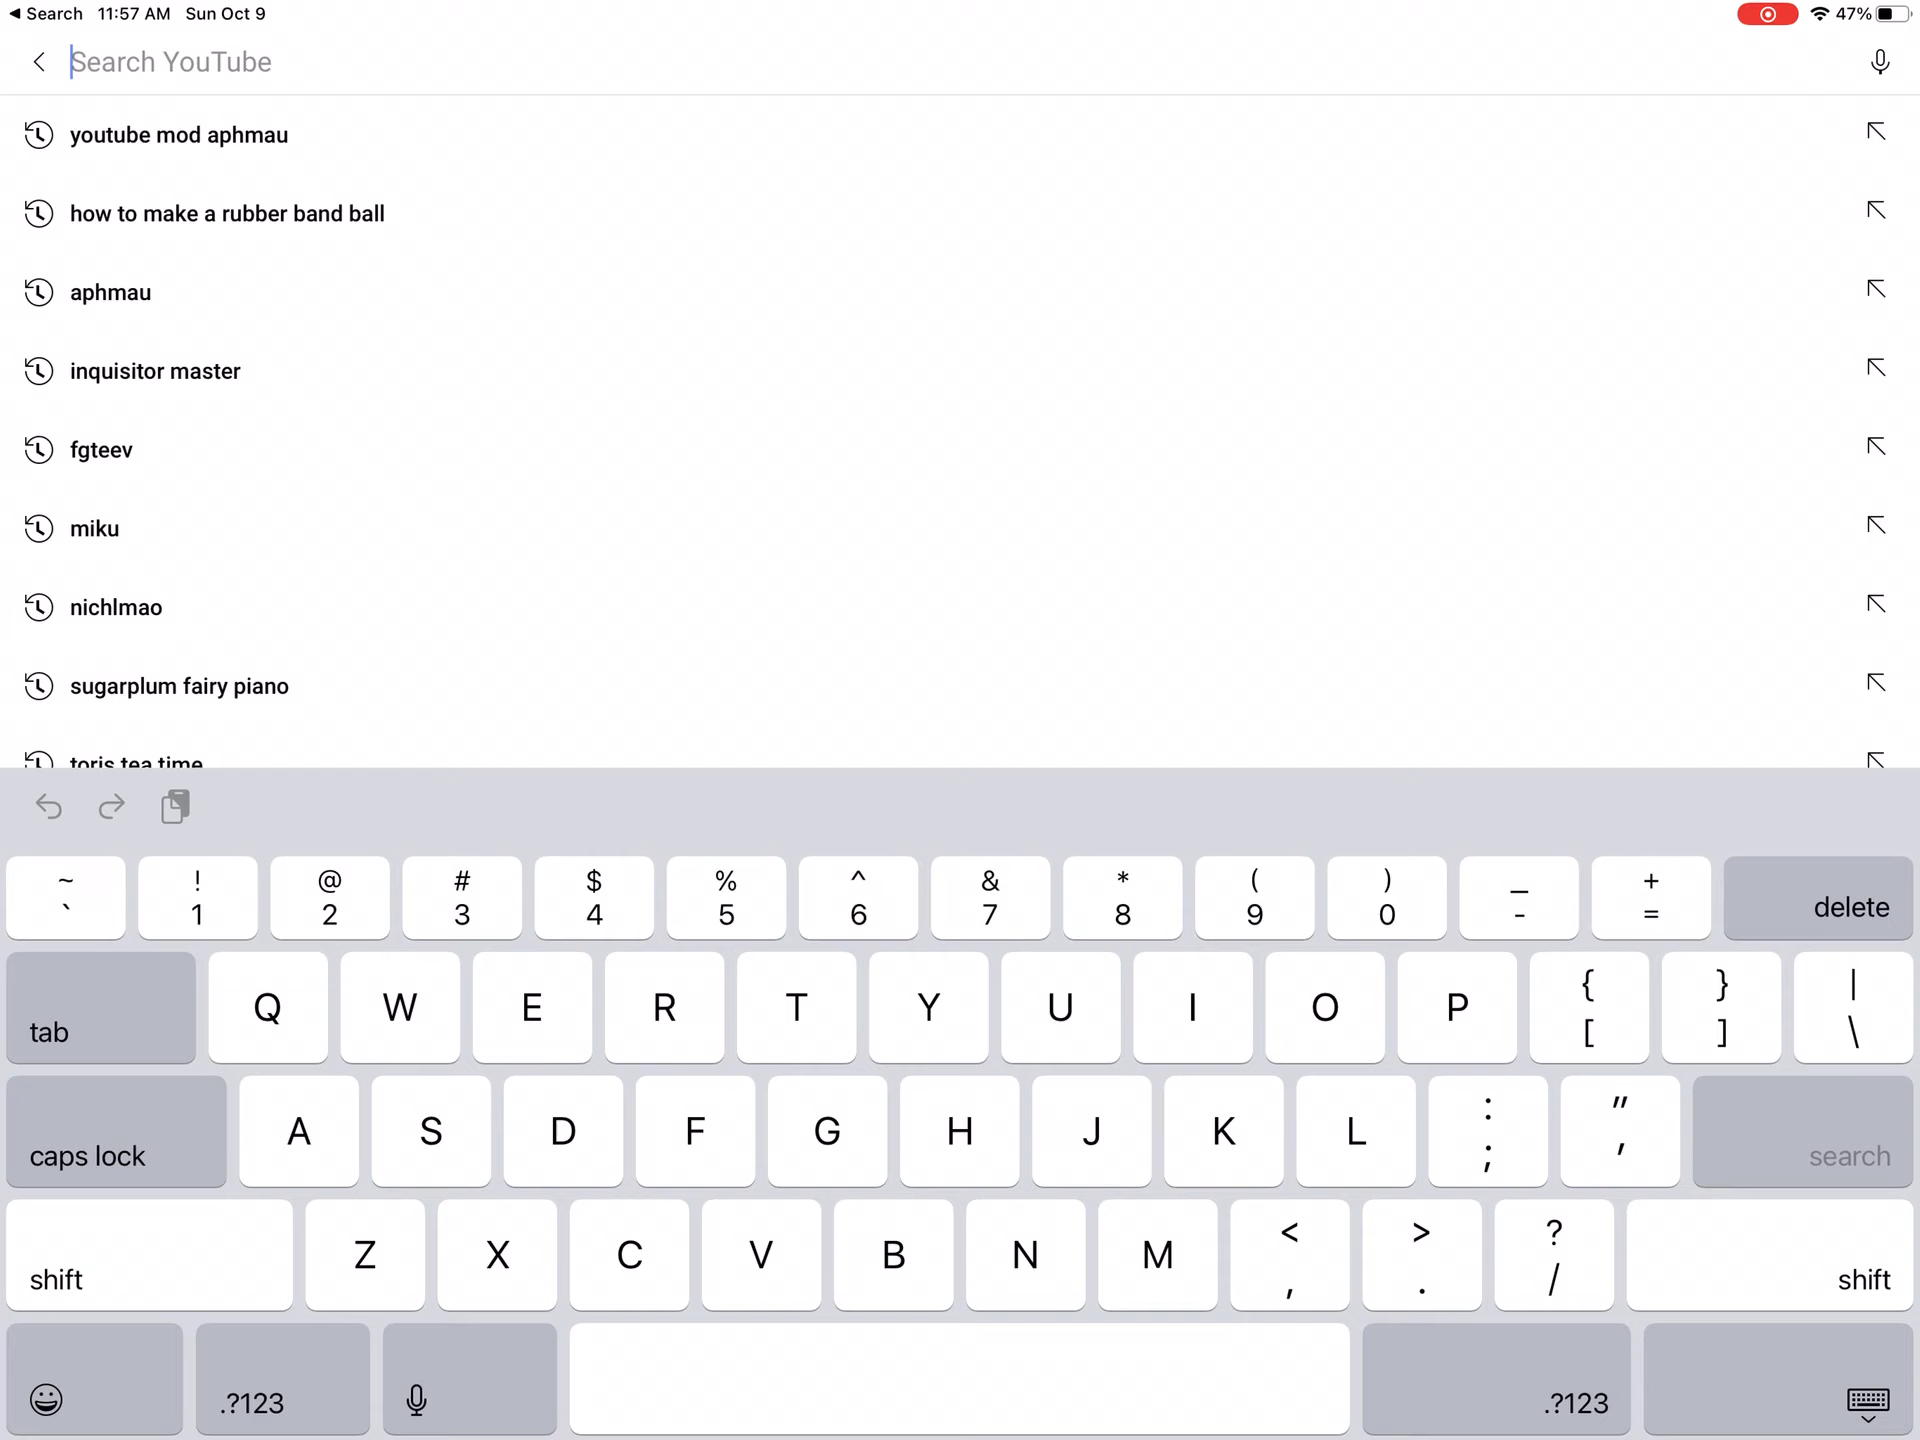 Search 11:57 AM Sun Oct 9 47%
Search YouTube
youtube mod aphmau
how to make a rubber band ball
aphmau
inquisitor master
fgteev
miku
nichlmao
sugarplum fairy piano
toris tea time
~ ! @ # $ % ^ & * ( ) _ +
` 1 2 3 4 5 6 7 8 9 0 - = delete
tab Q W E R T Y U I O P { [ } ] | \
caps lock A S D F G H J K L : ; " ' search
shift Z X C V B N M < , > . ? / shift
.?123 .?123